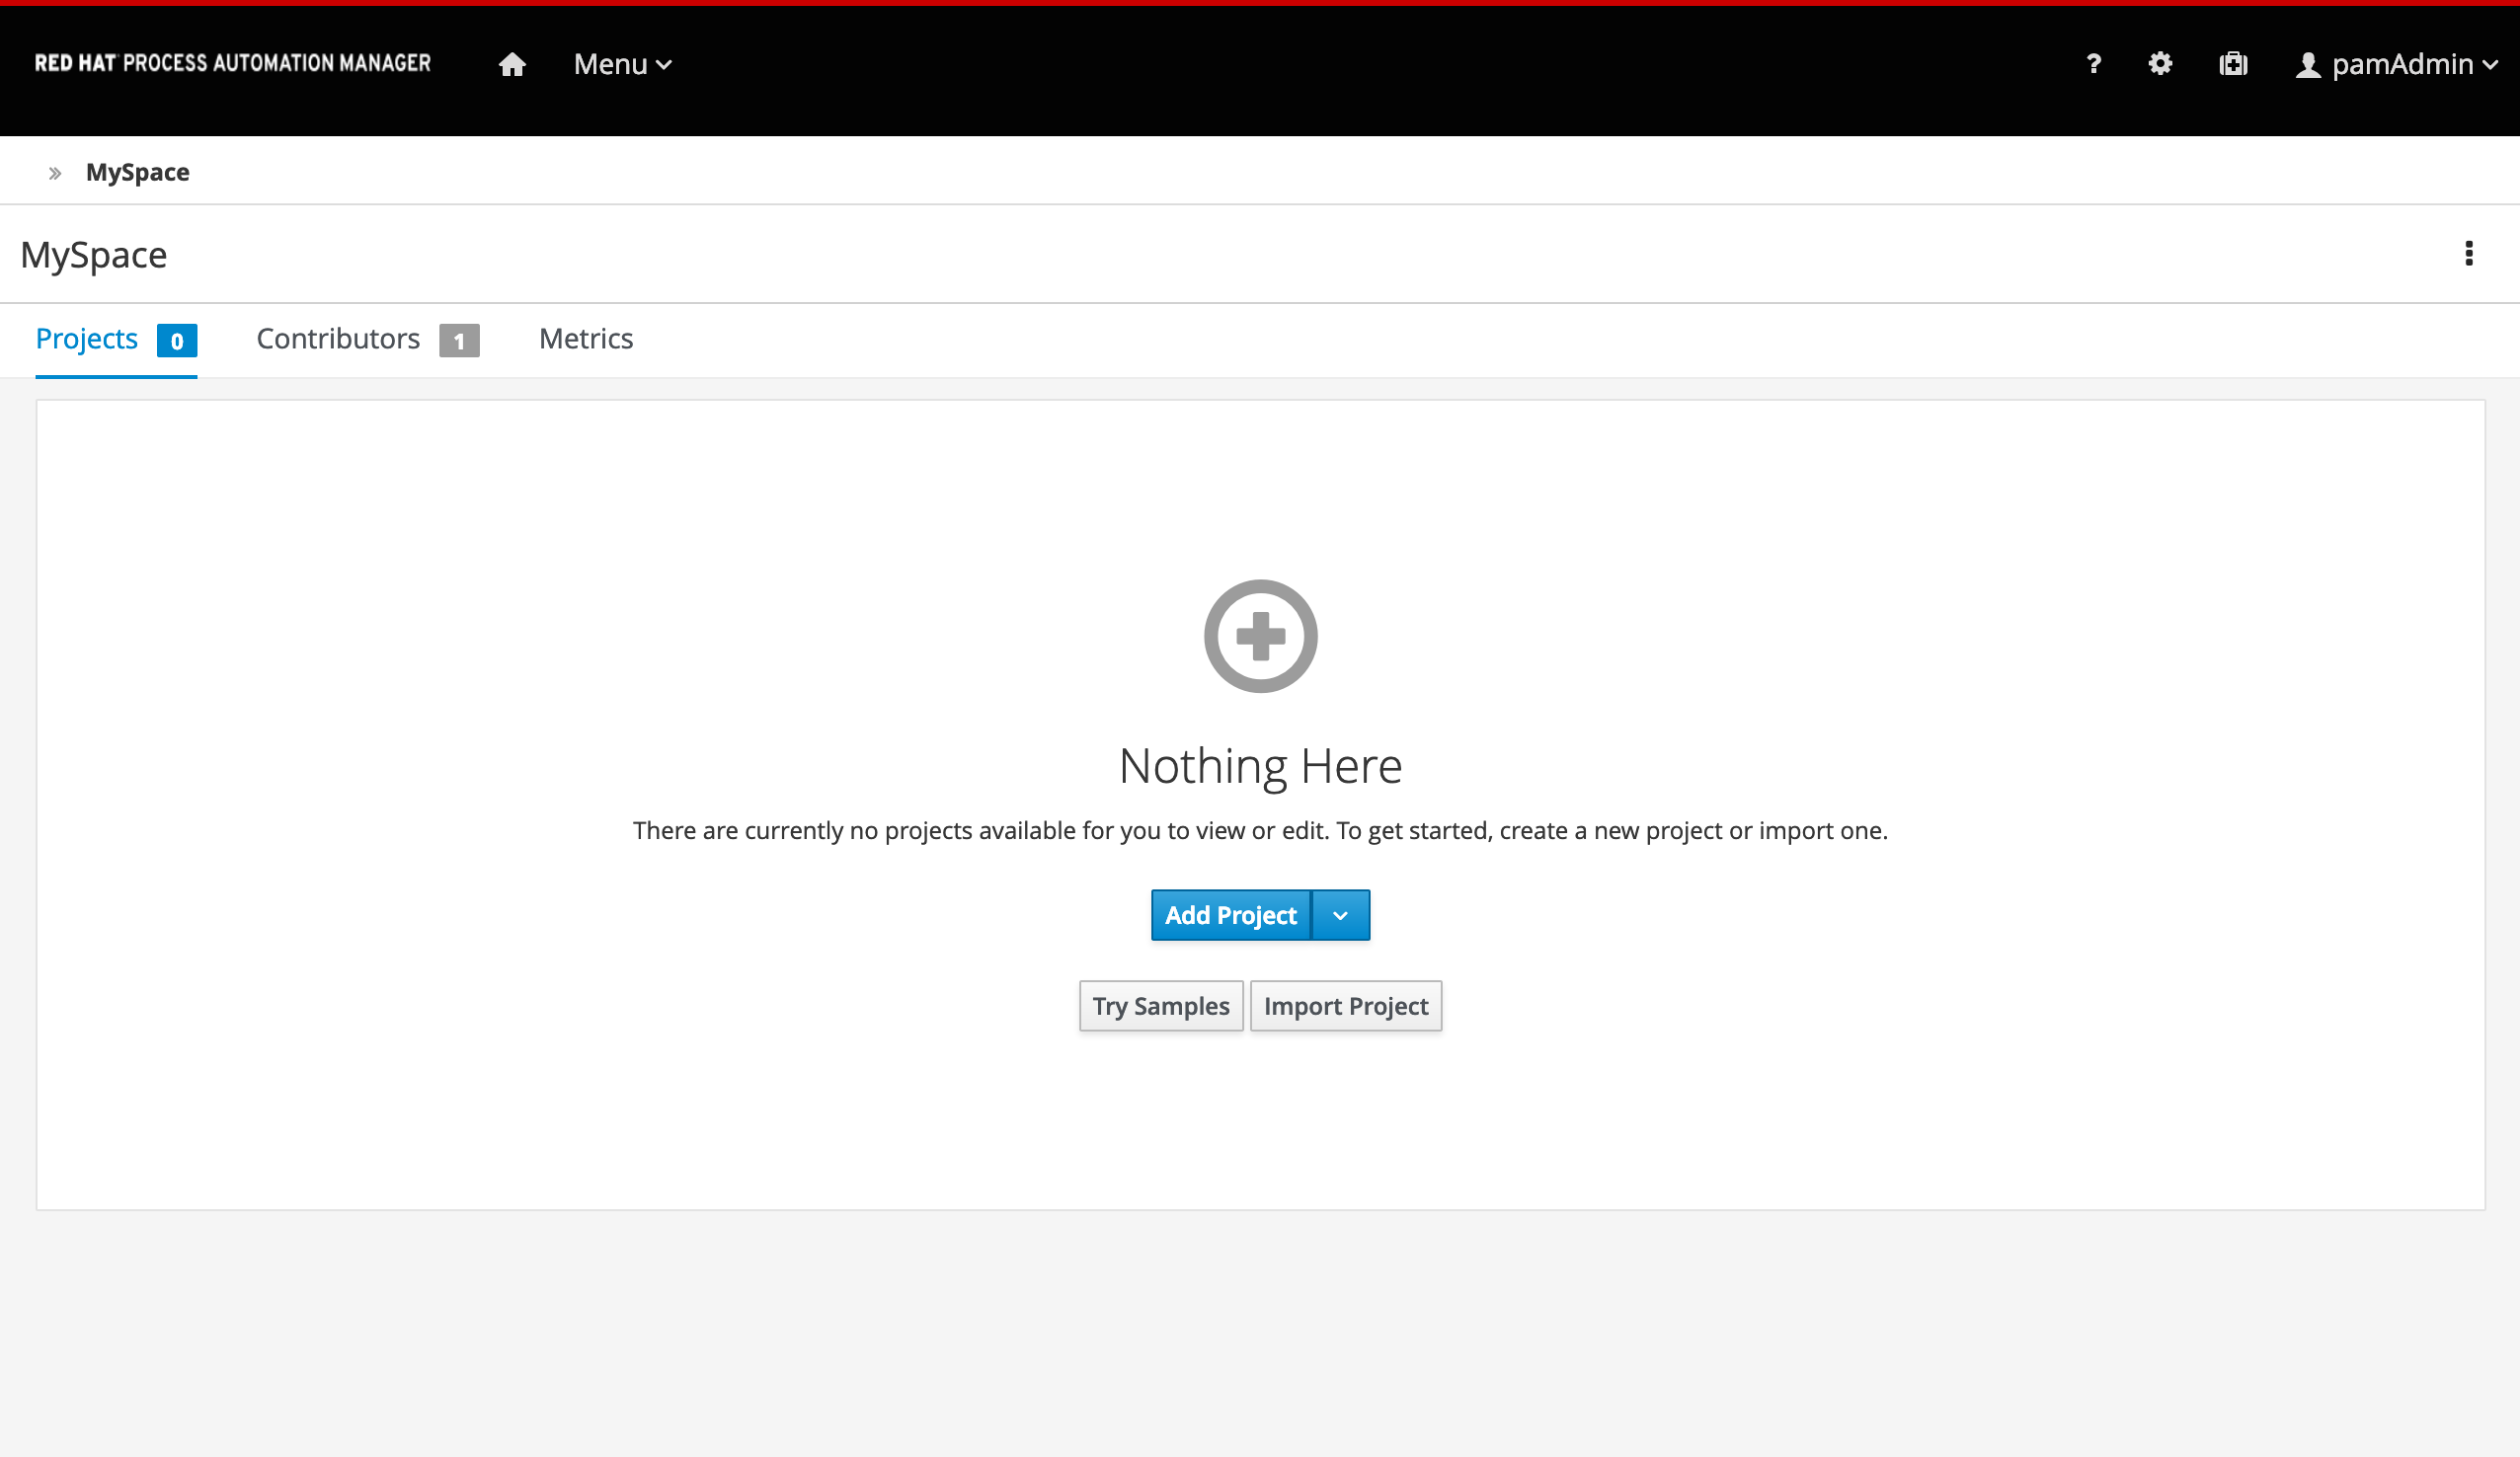 RED HAT PROCESS AUTOMATION MANAGER Menu ? pamAdmin
» MySpace
MySpace
Projects 0 Contributors 1 Metrics
Nothing Here
There are currently no projects available for you to view or edit. To get started, create a new project or import one.
Add Project
Try Samples Import Project